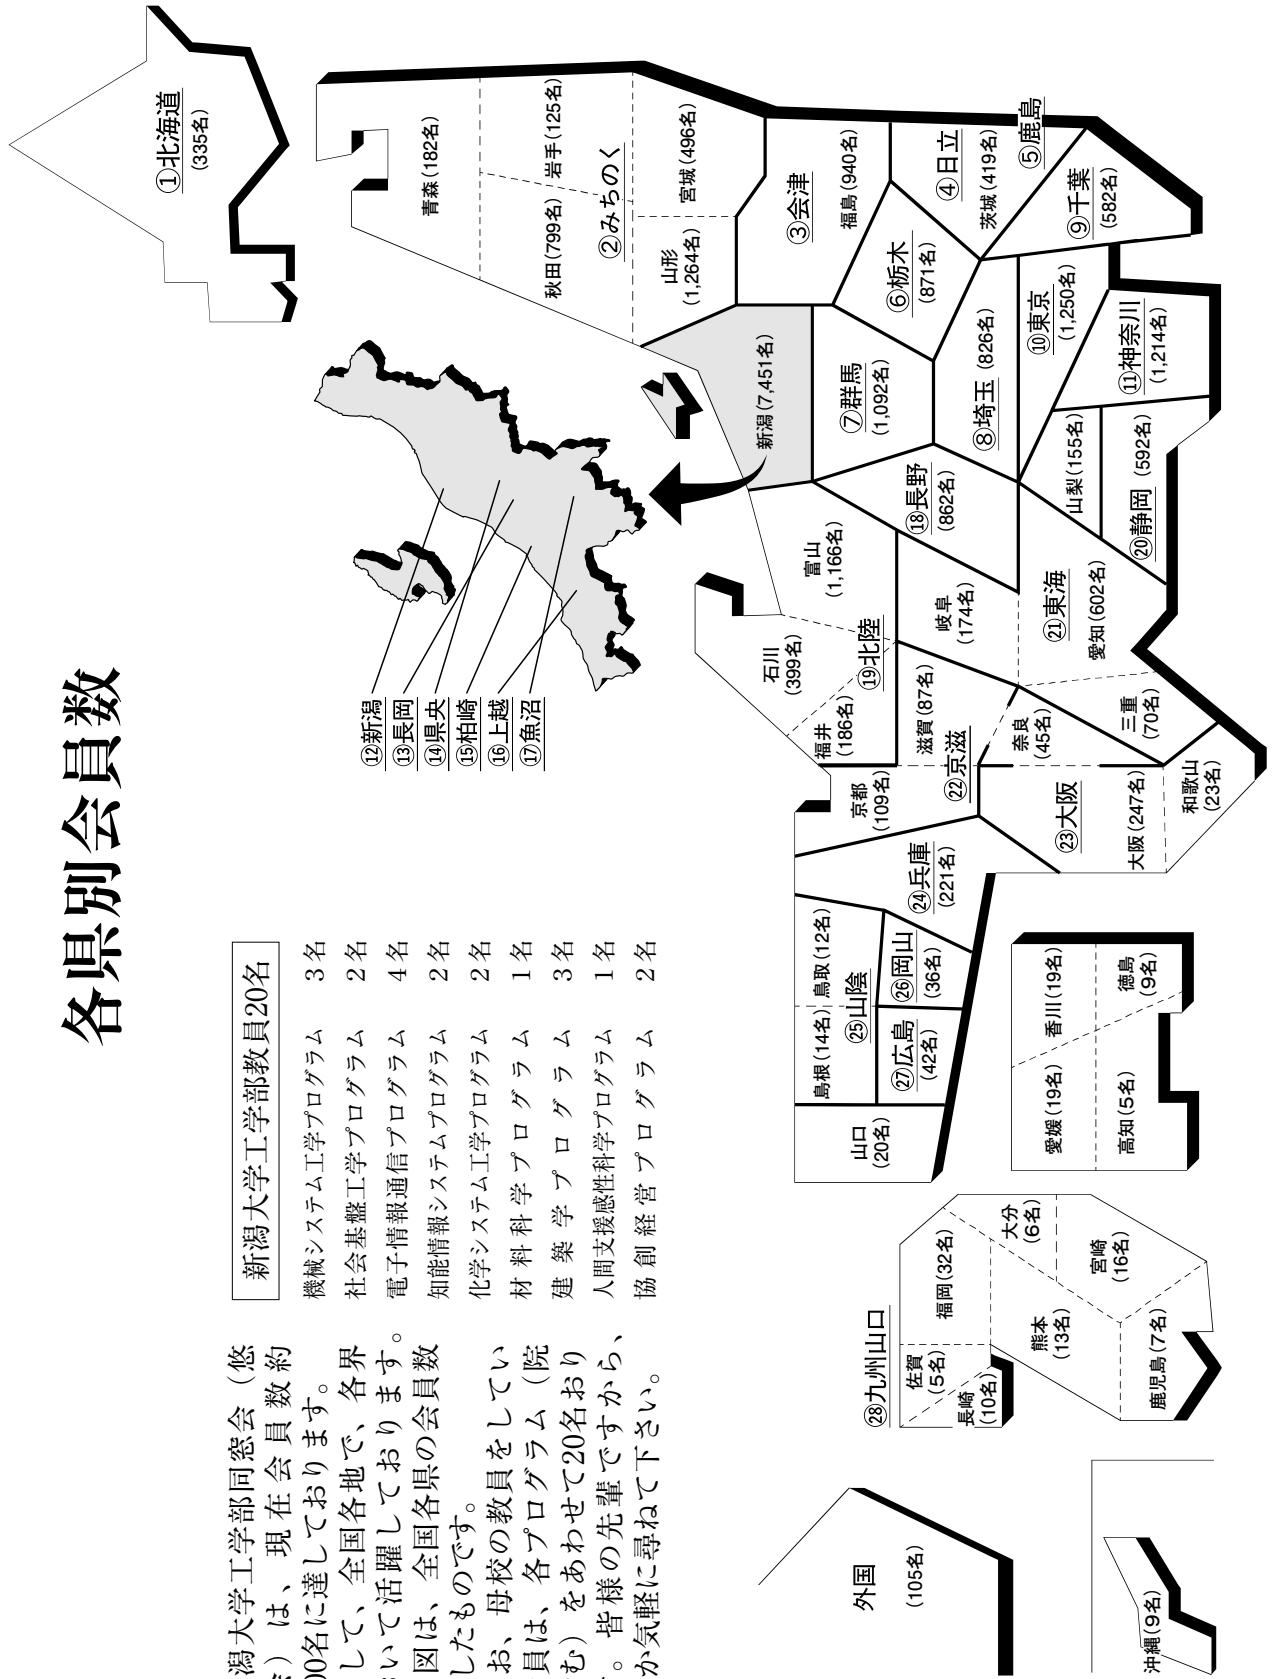 各県別会員数
潟大学工学部同窓会（悠
）は、現在会員数約
00名に達しております。
して、全国各地で、各界
いて活躍しております。
図は、全国各県の会員数
したものです。
お、母校の教員をしてい
員は、各プログラム（院
む）をあわせて20名おり
。皆様の先輩ですから、
か気軽に尋ねて下さい。
新潟大学工学部教員20名
機械システム工学プログラム 3名
社会基盤工学プログラム 2名
電子情報通信プログラム 4名
知能情報システムプログラム 2名
化学システム工学プログラム 2名
材料科学プログラム 1名
建築学プログラム 3名
人間支援感性科学プログラム 1名
協創経営プログラム 2名
⑫新潟
⑬長岡
⑭県央
⑮柏崎
⑯上越
⑰魚沼
①北海道
(335名)
青森(182名)
秋田(799名)
岩手(125名)
②みちのく
山形
(1,264名)
宮城(496名)
新潟(7,451名)
③会津
福島(940名)
④日立
茨城(419名)
⑤鹿島
⑥栃木
(871名)
⑦群馬
(1,092名)
⑧埼玉(826名)
⑨千葉
(582名)
⑩東京
(1,250名)
⑪神奈川
(1,214名)
山梨(155名)
⑱長野
(862名)
富山
(1,166名)
石川
(399名)
⑲北陸
福井
(186名)
⑳静岡(592名)
岐阜
(174名)
㉑東海
愛知(602名)
三重
(70名)
滋賀(87名)
㉒京滋
京都
(109名)
奈良
(45名)
㉓大阪
大阪(247名)
和歌山
(23名)
㉔兵庫
(221名)
鳥取(12名)
島根(14名)
㉕山陰
㉖岡山
(36名)
㉗広島
(42名)
山口
(20名)
香川(19名)
徳島
(9名)
愛媛(19名)
高知(5名)
㉘九州山口
福岡(32名)
佐賀
(5名)
長崎
(10名)
大分
(6名)
熊本
(13名)
宮崎
(16名)
鹿児島(7名)
外国
(105名)
沖縄(9名)